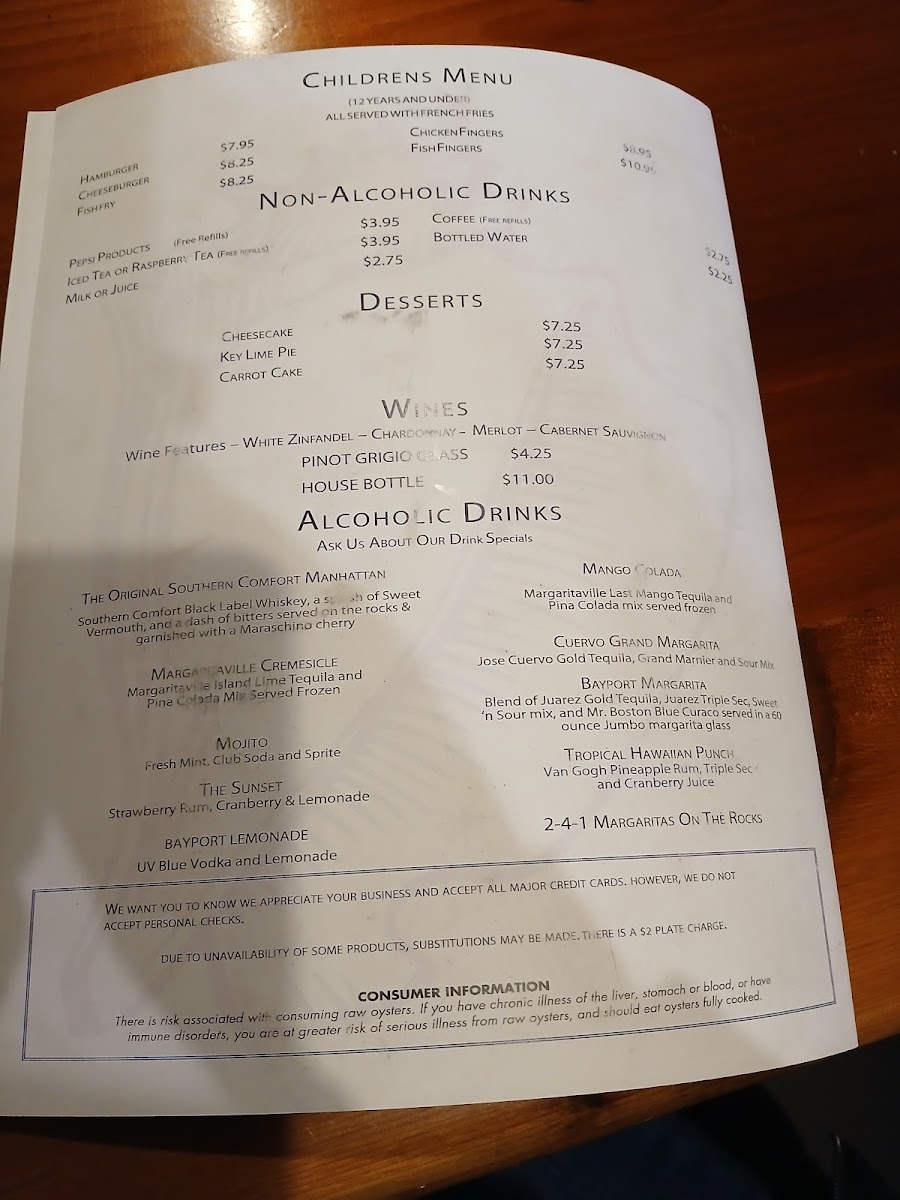 CHILDRENS MENU
(12 YEARS AND UNDER)
ALL SERVED WITH FRENCH FRIES
HAMBURGER $7.95
CHEESEBURGER $8.25
FISH FRY $8.25
CHICKEN FINGERS $8.95
FISH FINGERS $10.95
NON-ALCOHOLIC DRINKS
PEPSI PRODUCTS (Free Refills) $3.95
ICED TEA OR RASPBERRY TEA (FREE REFILLS) $3.95
MILK OR JUICE $2.75
COFFEE (FREE REFILLS) $2.75
BOTTLED WATER $2.25
DESSERTS
CHEESECAKE $7.25
KEY LIME PIE $7.25
CARROT CAKE $7.25
WINES
Wine Features – WHITE ZINFANDEL – CHARDONNAY – MERLOT – CABERNET SAUVIGNON
PINOT GRIGIO GLASS $4.25
HOUSE BOTTLE $11.00
ALCOHOLIC DRINKS
ASK US ABOUT OUR Drink Specials
THE ORIGINAL SOUTHERN COMFORT MANHATTAN
Southern Comfort Black Label Whiskey, a splash of Sweet
Vermouth, and a dash of bitters served on the rocks &
garnished with a Maraschino cherry
MARGARITAVILLE CREMESICLE
Margaritaville Island Lime Tequila and
Pina Colada Mix Served Frozen
MOJITO
Fresh Mint, Club Soda and Sprite
THE SUNSET
Strawberry Rum, Cranberry & Lemonade
BAYPORT LEMONADE
UV Blue Vodka and Lemonade
MANGO COLADA
Margaritaville Last Mango Tequila and
Pina Colada mix served frozen
CUERVO GRAND MARGARITA
Jose Cuervo Gold Tequila, Grand Marnier and Sour Mix
BAYPORT MARGARITA
Blend of Juarez Gold Tequila, Juarez Triple Sec, Sweet
'n Sour mix, and Mr. Boston Blue Curaco served in a 60
ounce Jumbo margarita glass
TROPICAL HAWAIIAN PUNCH
Van Gogh Pineapple Rum, Triple Sec
and Cranberry Juice
2-4-1 MARGARITAS ON THE ROCKS
WE WANT YOU TO KNOW WE APPRECIATE YOUR BUSINESS AND ACCEPT ALL MAJOR CREDIT CARDS. HOWEVER, WE DO NOT
ACCEPT PERSONAL CHECKS.
DUE TO UNAVAILABILITY OF SOME PRODUCTS, SUBSTITUTIONS MAY BE MADE. THERE IS A $2 PLATE CHARGE.
CONSUMER INFORMATION
There is risk associated with consuming raw oysters. If you have chronic illness of the liver, stomach or blood, or have
immune disorders, you are at greater risk of serious illness from raw oysters, and should eat oysters fully cooked.